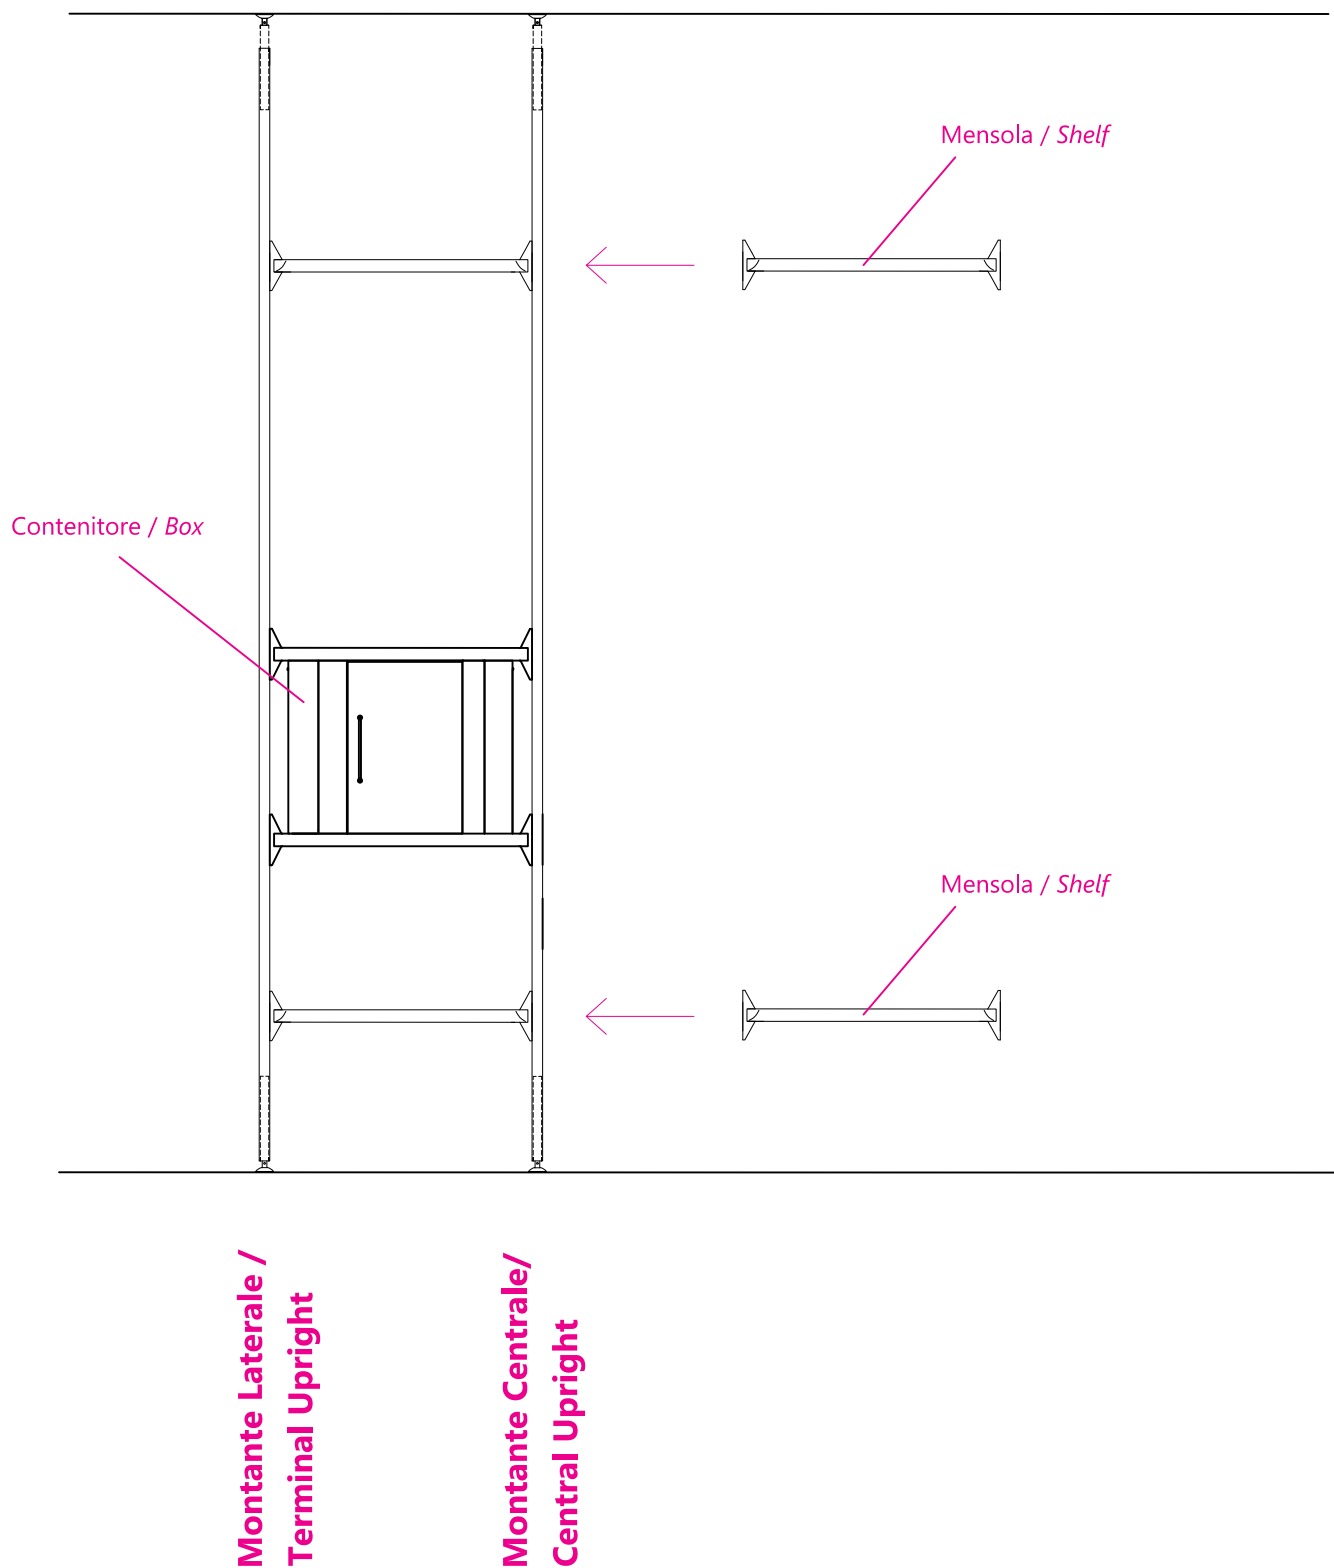 Mensola / Shelf
Contenitore / Box
Mensola / Shelf
Montante Laterale /
Terminal Upright
Montante Centrale/
Central Upright